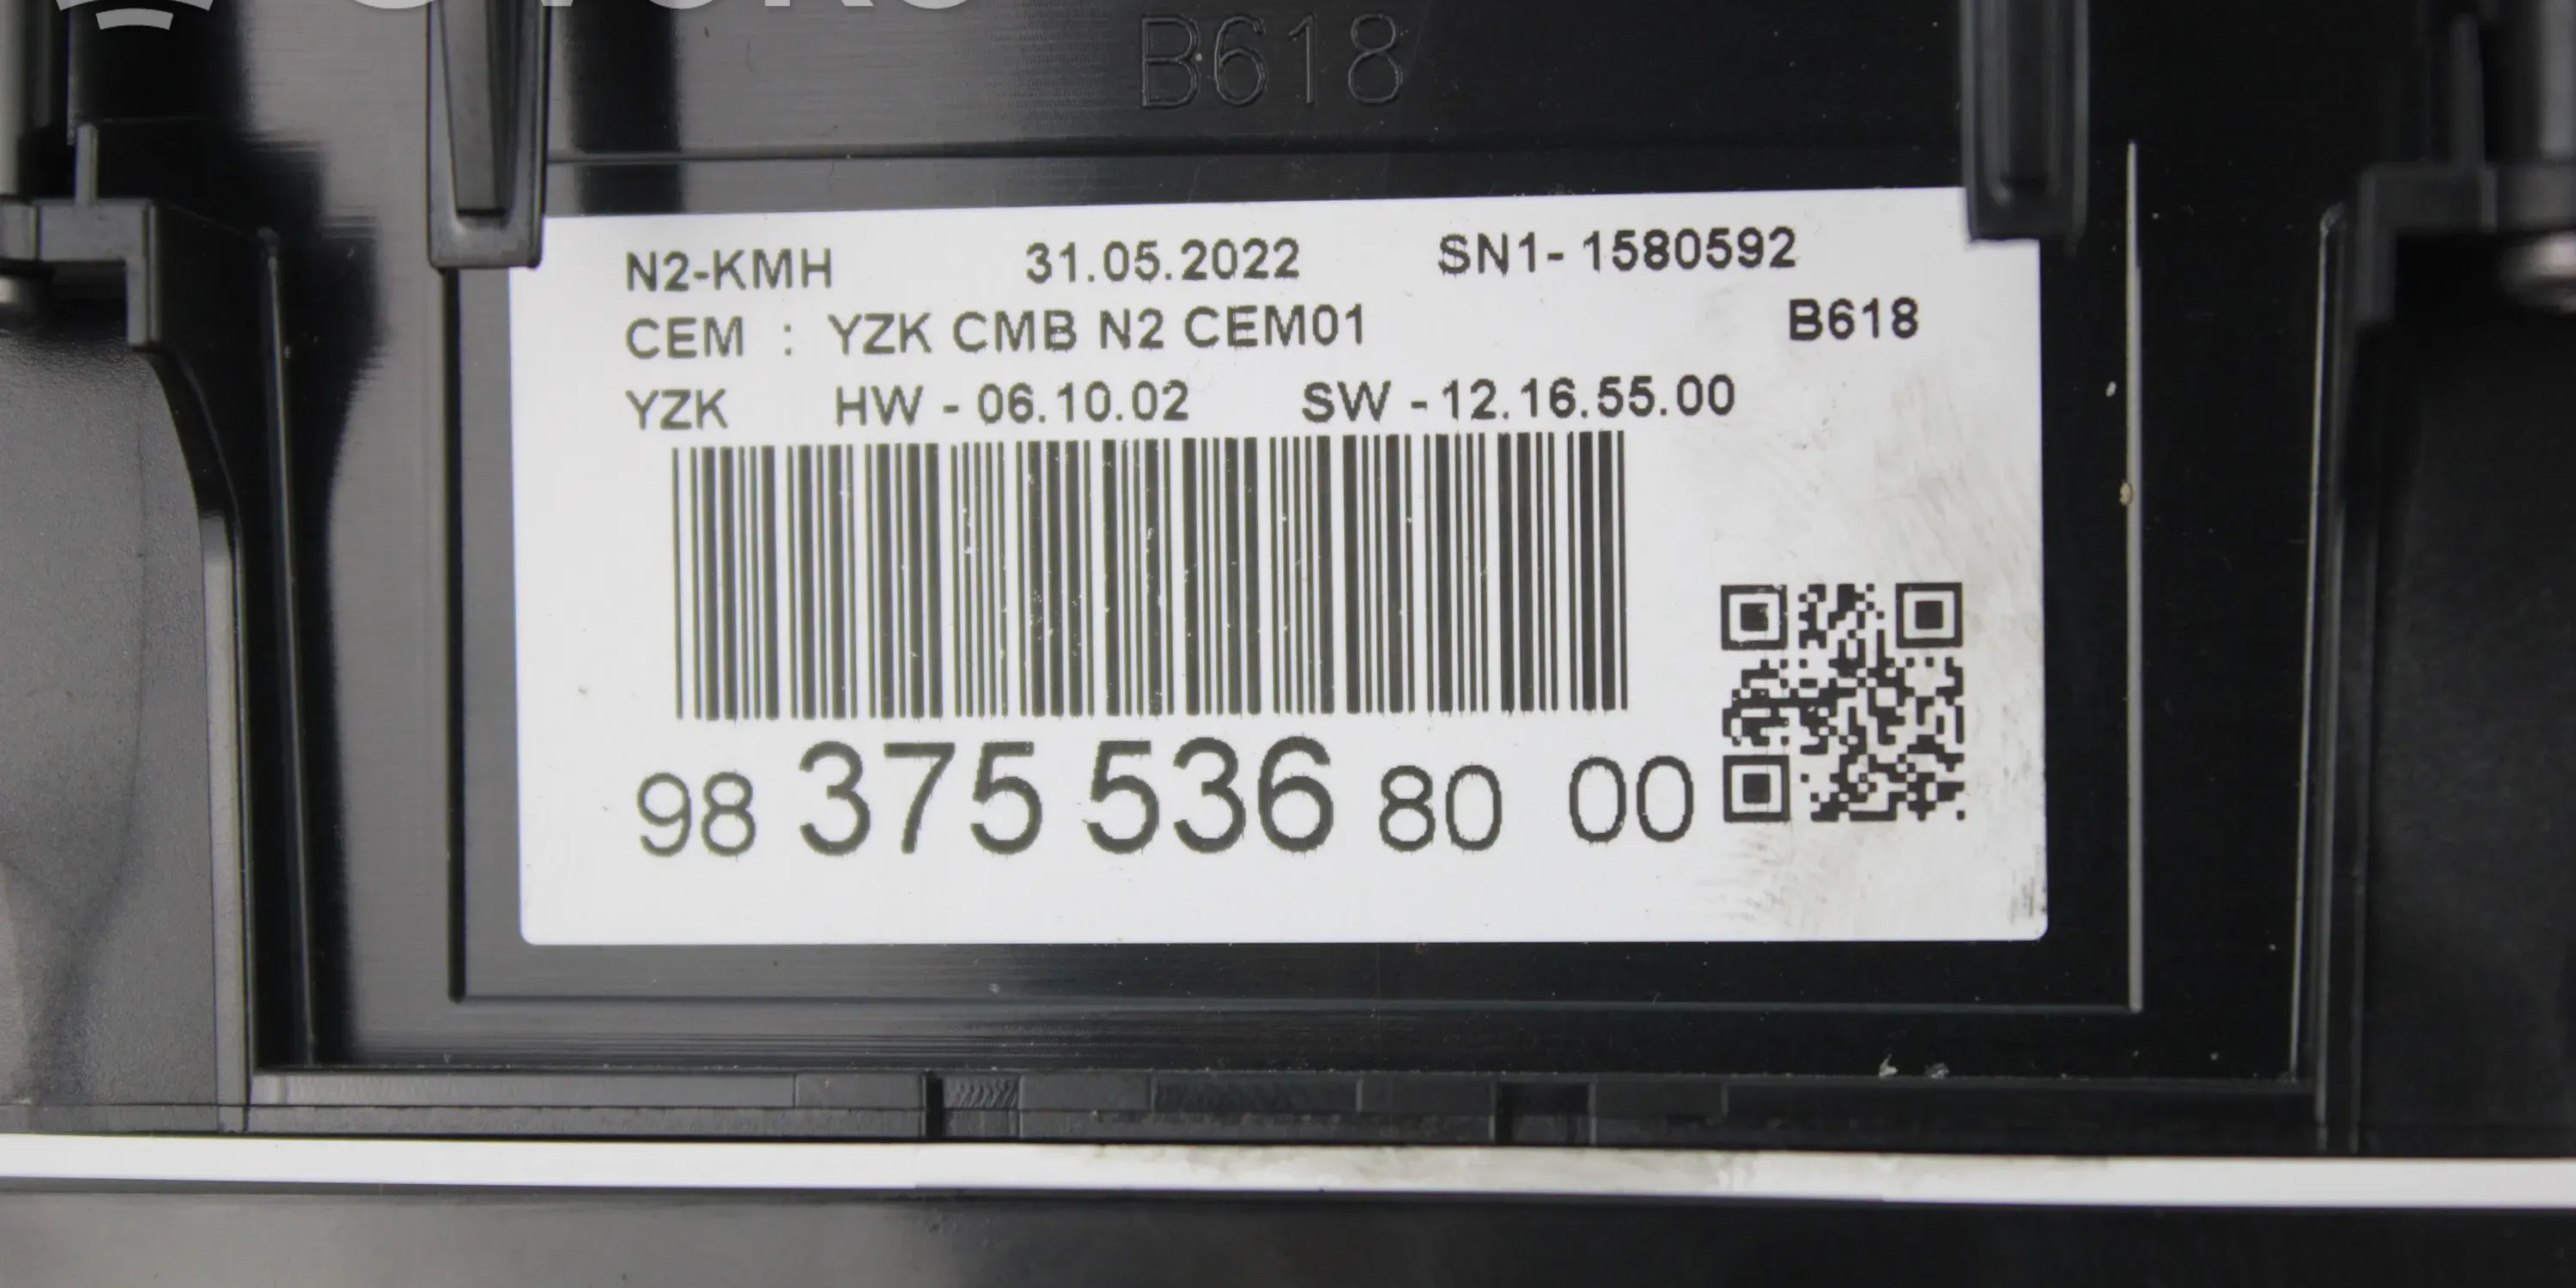 B618
N2-KMH 31.05.2022 SN1- 1580592
CEM : YZK CMB N2 CEM01 B618
YZK HW - 06.10.02 SW - 12.16.55.00
98 375 536 80 00